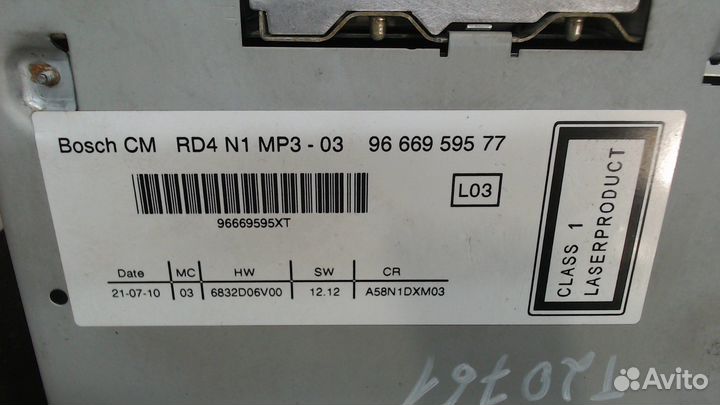 Bosch CM RD4 N1 MP3 - 03 96 669 595 77
96669595XT
L03
CLASS 1
LASERPRODUCT
Date MC HW SW CR
21-07-10 03 6832D06V00 12.12 A58N1DXM03
T20761
Avito